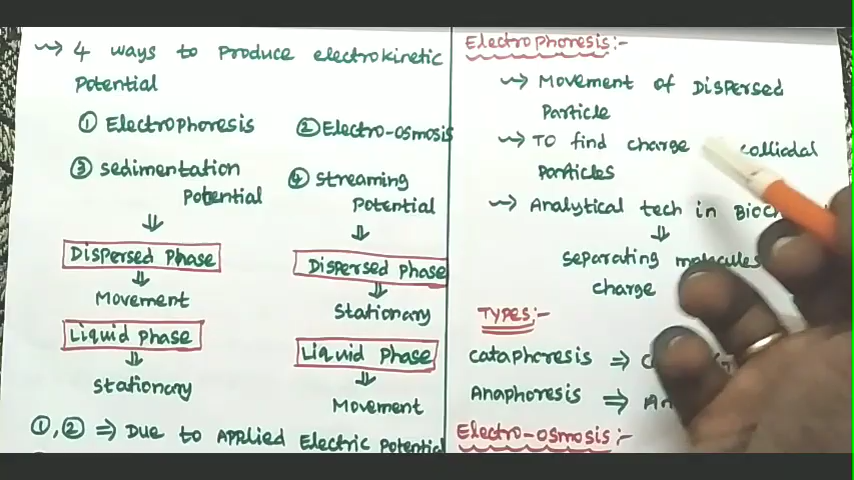 4 ways to produce electrokinetic
Potential
① Electrophoresis
② Electro-osmosis
③ sedimentation
Potential
④ streaming
Potential
Dispersed phase
Movement
Liquid phase
Stationary
Dispersed phase
Stationary
Liquid phase
Movement
①,② ⇒ Due to Applied Electric Potential
Electrophoresis:-
Movement of Dispersed
Particle
To find charge colliodal
particles
Analytical tech in
separating molecules
charge
TYPES:-
cataphoresis ⇒
Anaphoresis ⇒
Electro-osmosis:-